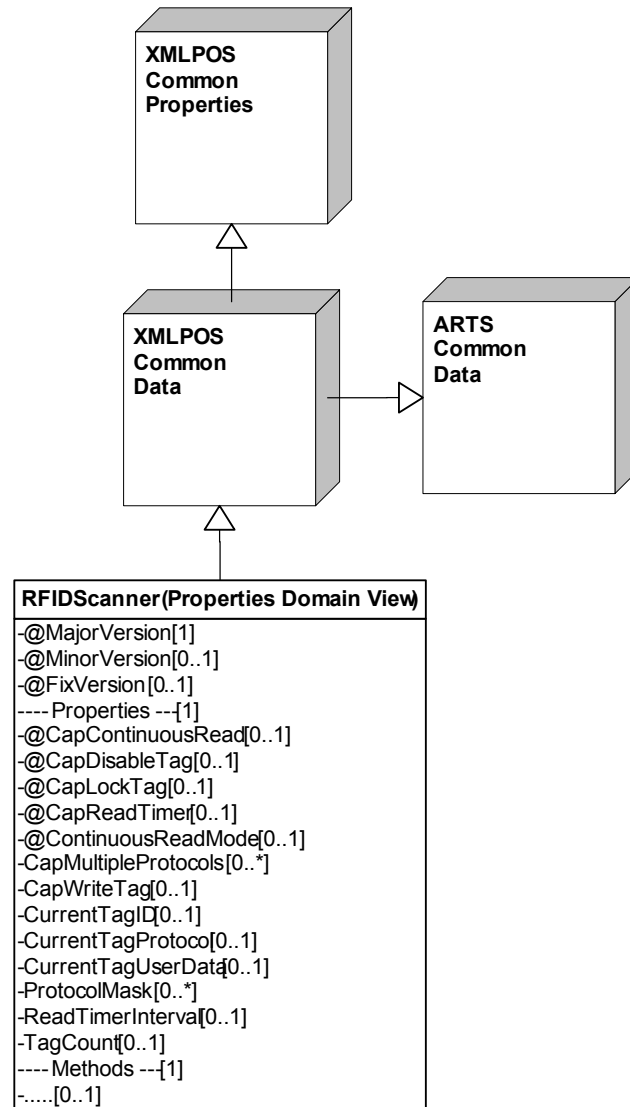 XMLPOS
Common
Properties
XMLPOS
Common
Data
ARTS
Common
Data
RFIDScanner(Properties Domain View)
-@MajorVersion[1]
-@MinorVersion[0..1]
-@FixVersion[0..1]
---- Properties ---[1]
-@CapContinuousRead[0..1]
-@CapDisableTag[0..1]
-@CapLockTag[0..1]
-@CapReadTimer[0..1]
-@ContinuousReadMode[0..1]
-CapMultipleProtocols[0..*]
-CapWriteTag[0..1]
-CurrentTagID[0..1]
-CurrentTagProtoco[0..1]
-CurrentTagUserData[0..1]
-ProtocolMask[0..*]
-ReadTimerInterval[0..1]
-TagCount[0..1]
---- Methods ---[1]
-.....[0..1]